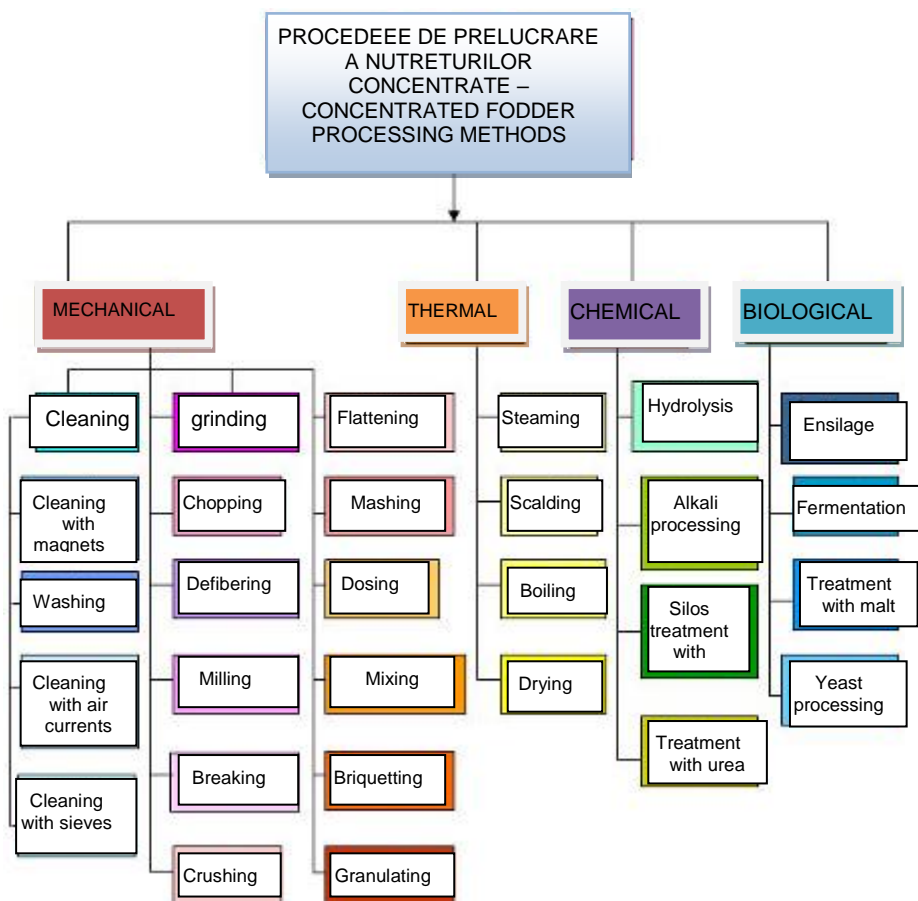 PROCEDEEE DE PRELUCRARE
A NUTRETURILOR
CONCENTRATE –
CONCENTRATED FODDER
PROCESSING METHODS
MECHANICAL
THERMAL
CHEMICAL
BIOLOGICAL
Cleaning
Cleaning
with
magnets
Washing
Cleaning
with air
currents
Cleaning
with sieves
grinding
Chopping
Defibering
Milling
Breaking
Crushing
Flattening
Mashing
Dosing
Mixing
Briquetting
Granulating
Steaming
Scalding
Boiling
Drying
Hydrolysis
Alkali
processing
Silos
treatment
with
Treatment
with urea
Ensilage
Fermentation
Treatment
with malt
Yeast
processing